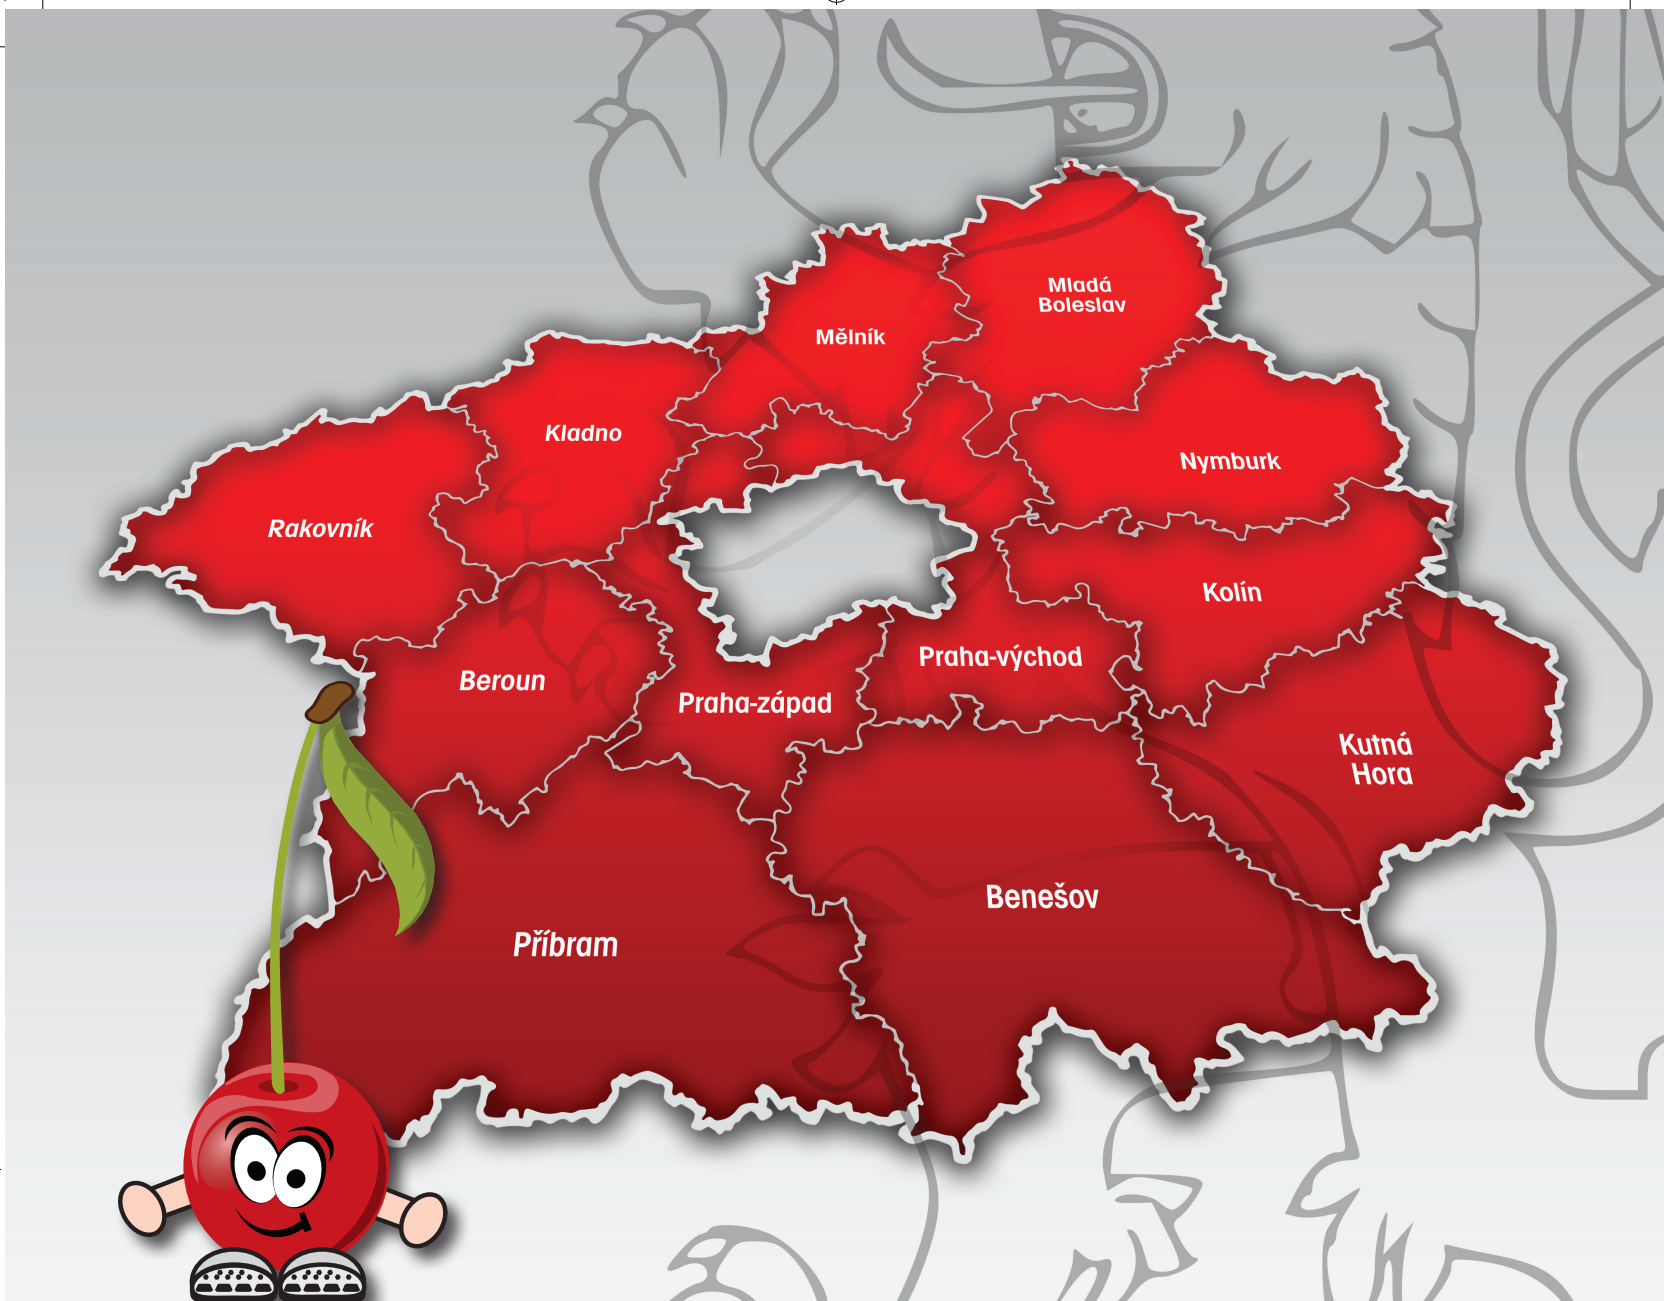 Mladá
Boleslav
Mělník
Kladno
Nymburk
Rakovník
Kolín
Praha-východ
Beroun
Praha-západ
Kutná
Hora
Benešov
Příbram